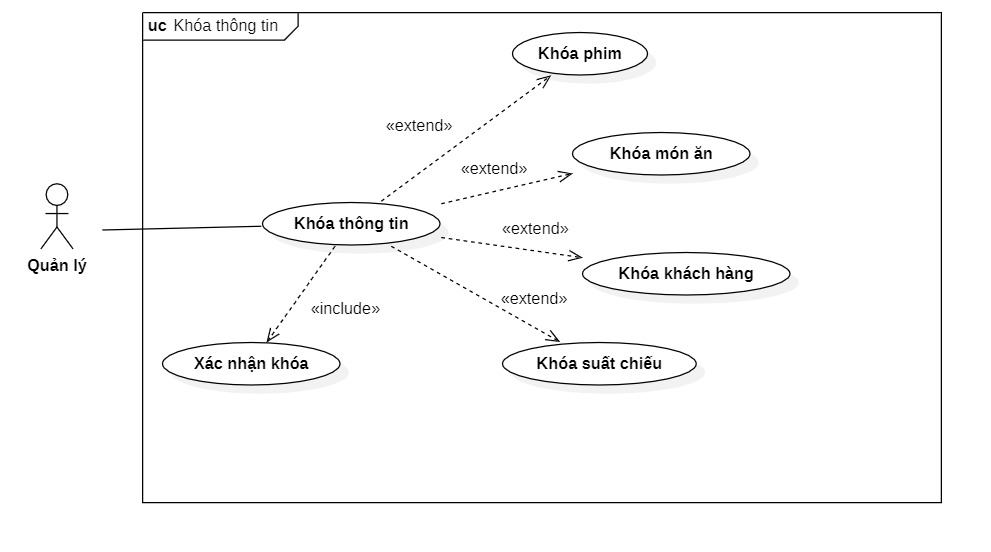 uc Khóa thông tin
Khóa phim
«extend»
Khóa món ăn
«extend»
Khóa thông tin
«extend»
Quản lý
Khóa khách hàng
«include»
«extend»
Xác nhận khóa
Khóa suất chiếu